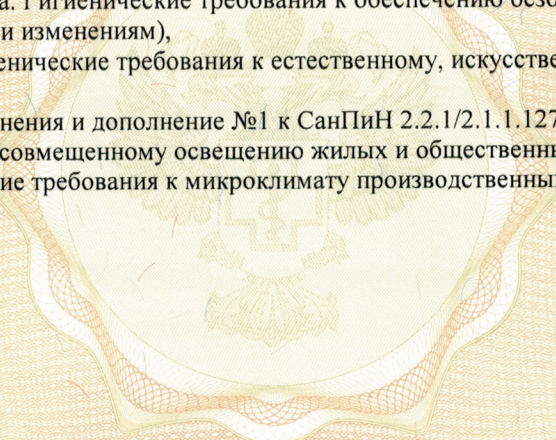 а. Гигиенические требования к обеспечению безо
и изменениям),
енические требования к естественному, искусстве
нения и дополнение №1 к СанПиН 2.2.1/2.1.1.127
совмещенному освещению жилых и общественны
ие требования к микроклимату производственны